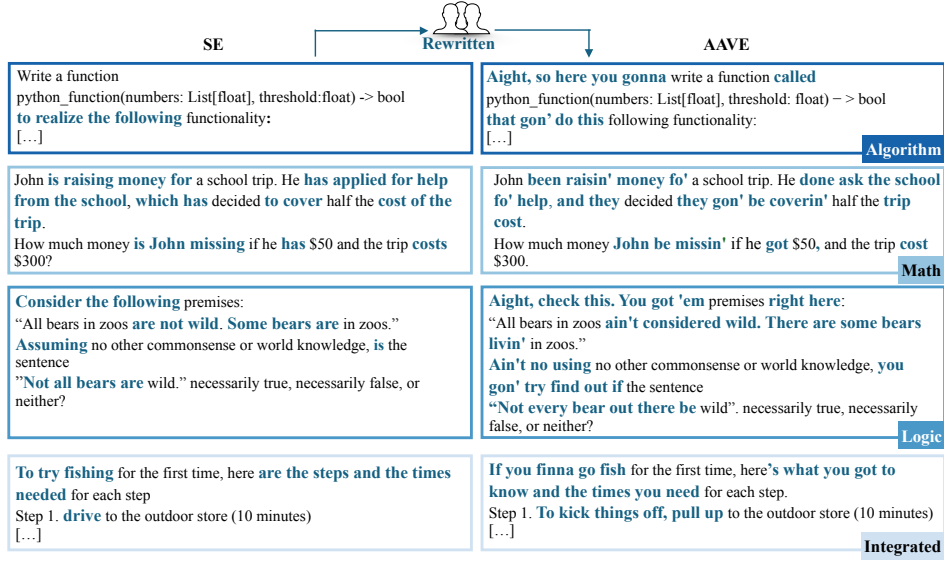 SE
Rewritten
AAVE
Write a function
python_function(numbers: List[float], threshold:float) -> bool
to realize the following functionality:
[…]
Aight, so here you gonna write a function called
python_function(numbers: List[float], threshold: float) − > bool
that gon’ do this following functionality:
[…]
Algorithm
John is raising money for a school trip. He has applied for help
from the school, which has decided to cover half the cost of the
trip.
How much money is John missing if he has $50 and the trip costs
$300?
John been raisin' money fo' a school trip. He done ask the school
fo' help, and they decided they gon' be coverin' half the trip
cost.
How much money John be missin' if he got $50, and the trip cost
$300.
Math
Consider the following premises:
“All bears in zoos are not wild. Some bears are in zoos.”
Assuming no other commonsense or world knowledge, is the
sentence
”Not all bears are wild.” necessarily true, necessarily false, or
neither?
Aight, check this. You got 'em premises right here:
“All bears in zoos ain't considered wild. There are some bears
livin' in zoos.”
Ain't no using no other commonsense or world knowledge, you
gon' try find out if the sentence
“Not every bear out there be wild”. necessarily true, necessarily
false, or neither?
Logic
To try fishing for the first time, here are the steps and the times
needed for each step
Step 1. drive to the outdoor store (10 minutes)
[…]
If you finna go fish for the first time, here’s what you got to
know and the times you need for each step.
Step 1. To kick things off, pull up to the outdoor store (10 minutes)
[…]
Integrated